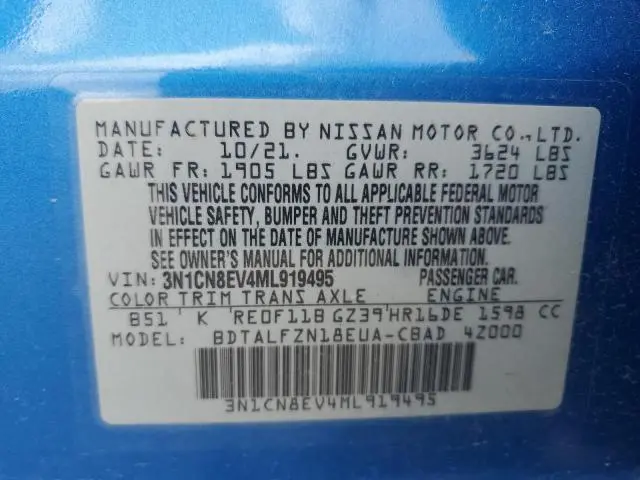 MANUFACTURED BY NISSAN MOTOR CO., LTD.
DATE: 10/21. GVWR: 3624 LBS
GAWR FR: 1905 LBS GAWR RR: 1720 LBS
THIS VEHICLE CONFORMS TO ALL APPLICABLE FEDERAL MOTOR
VEHICLE SAFETY, BUMPER AND THEFT PREVENTION STANDARDS
IN EFFECT ON THE DATE OF MANUFACTURE SHOWN ABOVE.
SEE OWNER'S MANUAL FOR ADDITIONAL INFORMATION.
VIN: 3N1CN8EV4ML919495 PASSENGER CAR.
COLOR TRIM TRANS AXLE ENGINE
B51 K RE0F11B GZ39 HR16DE 1598 CC
MODEL: BDTALFZN18EUA-CBAD 4Z000
3N1CN8EV4ML919495